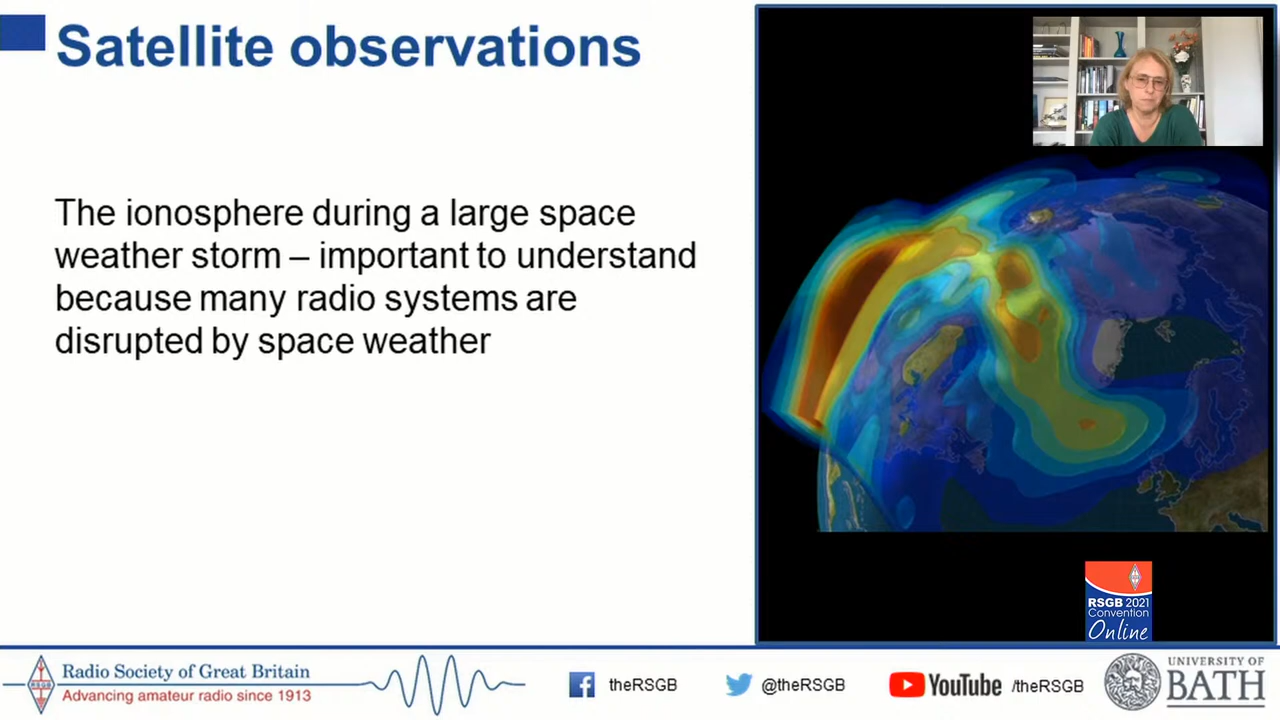 Satellite observations
The ionosphere during a large space
weather storm – important to understand
because many radio systems are
disrupted by space weather
RSGB 2021
Convention
Online
RSGB
Radio Society of Great Britain
Advancing amateur radio since 1913
theRSGB
@theRSGB
YouTube /theRSGB
UNIVERSITY OF
BATH